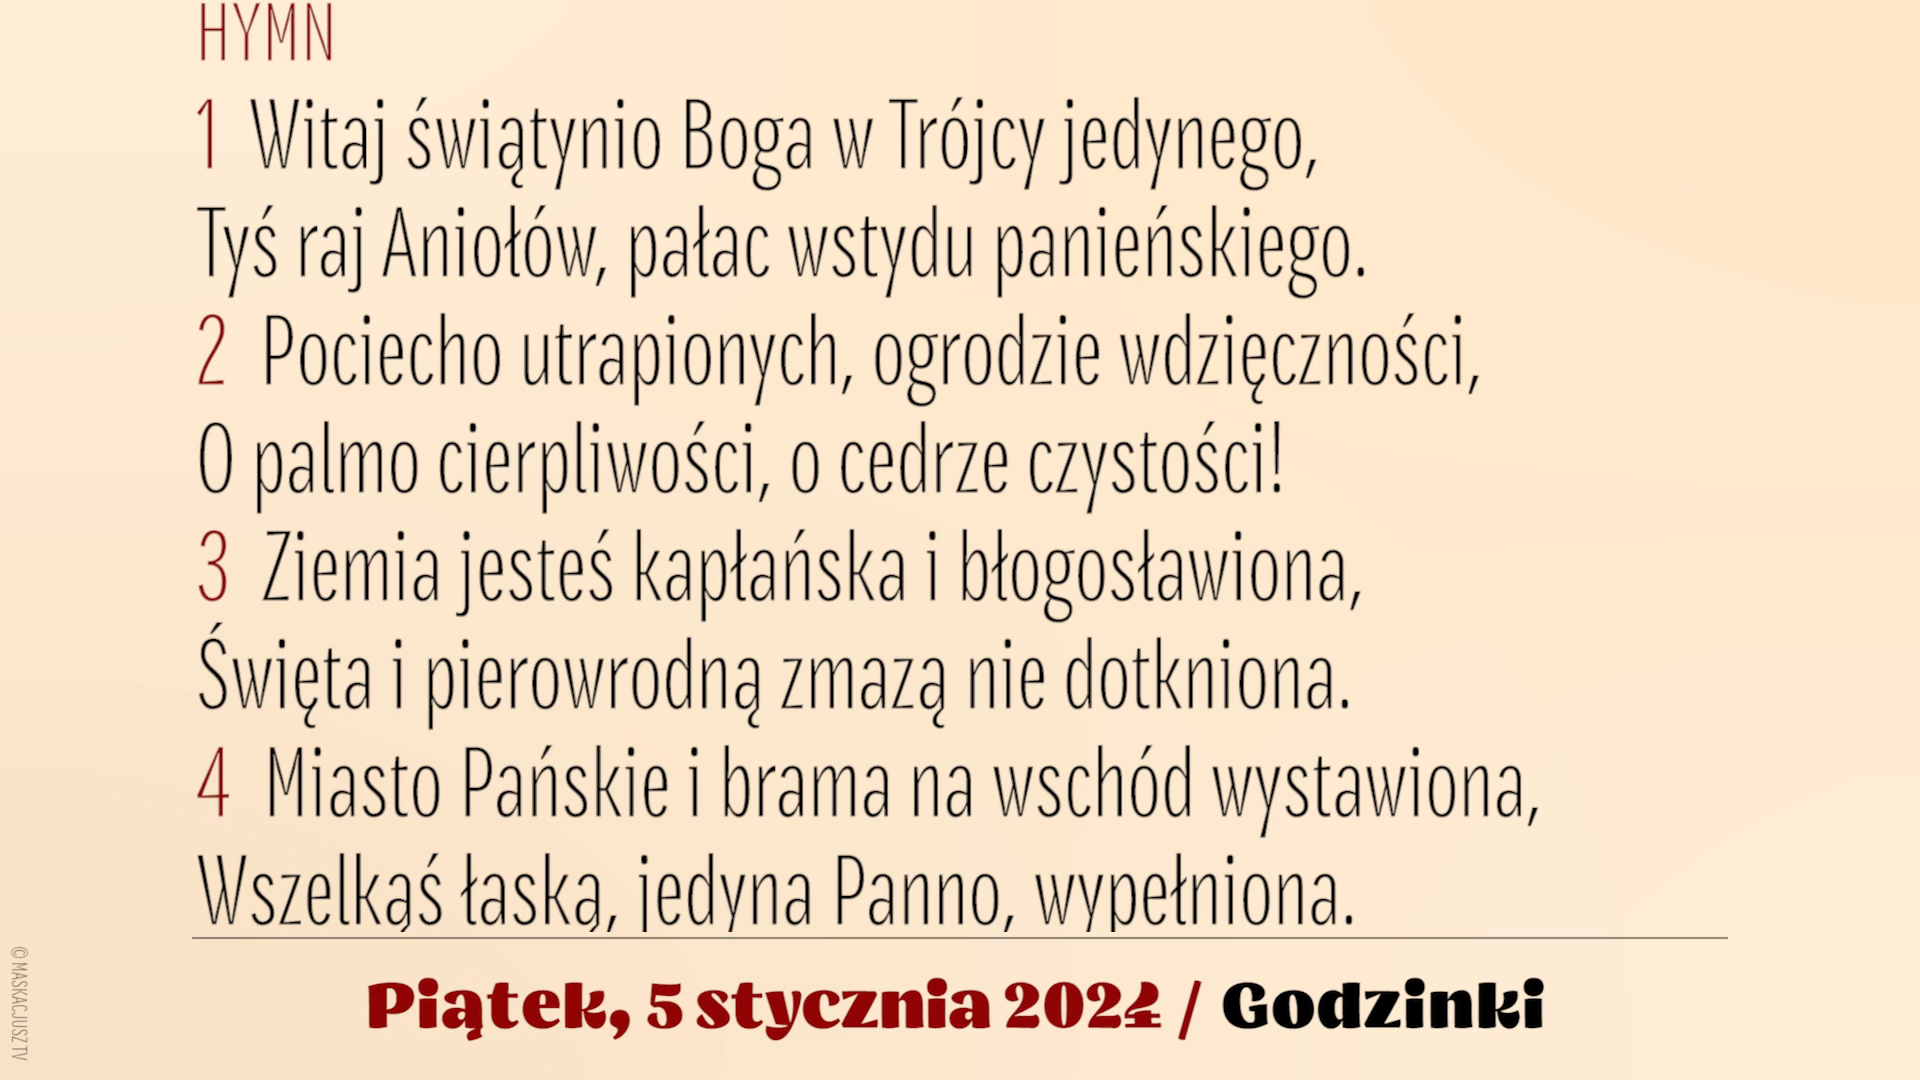 HYMN
1 Witaj świątynio Boga w Trójcy jedynego,
Tyś raj Aniołów, pałac wstydu panieńskiego.
2 Pociecho utrapionych, ogrodzie wdzięczności,
O palmo cierpliwości, o cedrze czystości!
3 Ziemia jesteś kapłańska i błogosławiona,
Święta i pierowrodną zmazą nie dotkniona.
4 Miasto Pańskie i brama na wschód wystawiona,
Wszelkąś łaską, jedyna Panno, wypełniona.
Piątek, 5 stycznia 2024 / Godzinki
© MASKACJUSZ TV